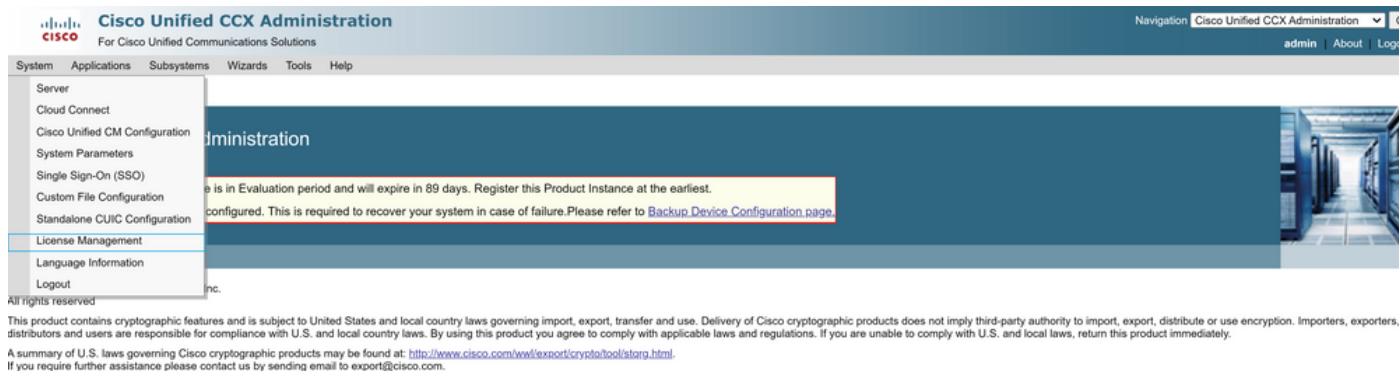 CISCO
Cisco Unified CCX Administration
For Cisco Unified Communications Solutions
Navigation Cisco Unified CCX Administration
admin | About | Logo
System Applications Subsystems Wizards Tools Help
Server
Cloud Connect
Cisco Unified CM Configuration
System Parameters
Single Sign-On (SSO)
Custom File Configuration
Standalone CUIC Configuration
License Management
Language Information
Logout
dministration
e is in Evaluation period and will expire in 89 days. Register this Product Instance at the earliest.
configured. This is required to recover your system in case of failure.Please refer to Backup Device Configuration page.
Inc.
All rights reserved
This product contains cryptographic features and is subject to United States and local country laws governing import, export, transfer and use. Delivery of Cisco cryptographic products does not imply third-party authority to import, export, distribute or use encryption. Importers, exporters,
distributors and users are responsible for compliance with U.S. and local country laws. By using this product you agree to comply with applicable laws and regulations. If you are unable to comply with U.S. and local laws, return this product immediately.
A summary of U.S. laws governing Cisco cryptographic products may be found at: http://www.cisco.com/wwl/export/crypto/tool/storg.html.
If you require further assistance please contact us by sending email to export@cisco.com.